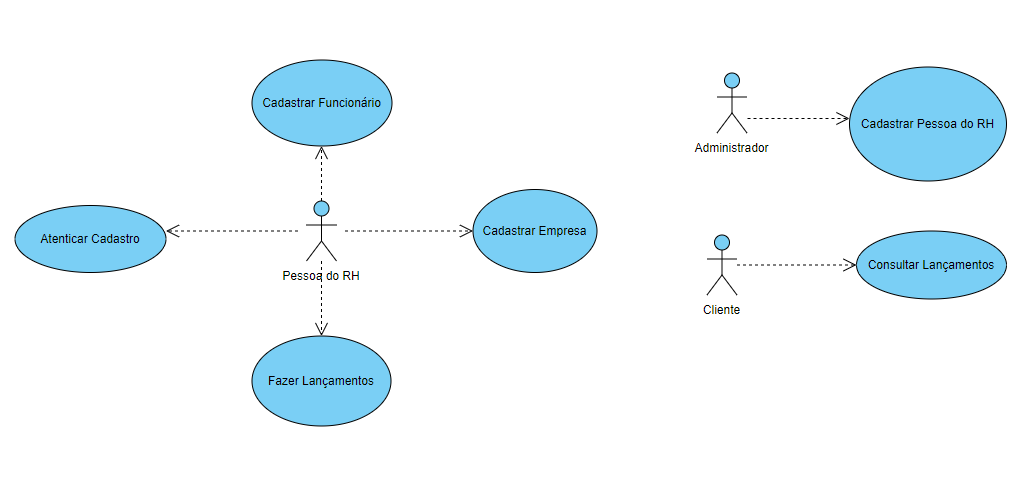 Cadastrar Funcionário
Administrador
Cadastrar Pessoa do RH
Atenticar Cadastro
Pessoa do RH
Cadastrar Empresa
Cliente
Consultar Lançamentos
Fazer Lançamentos